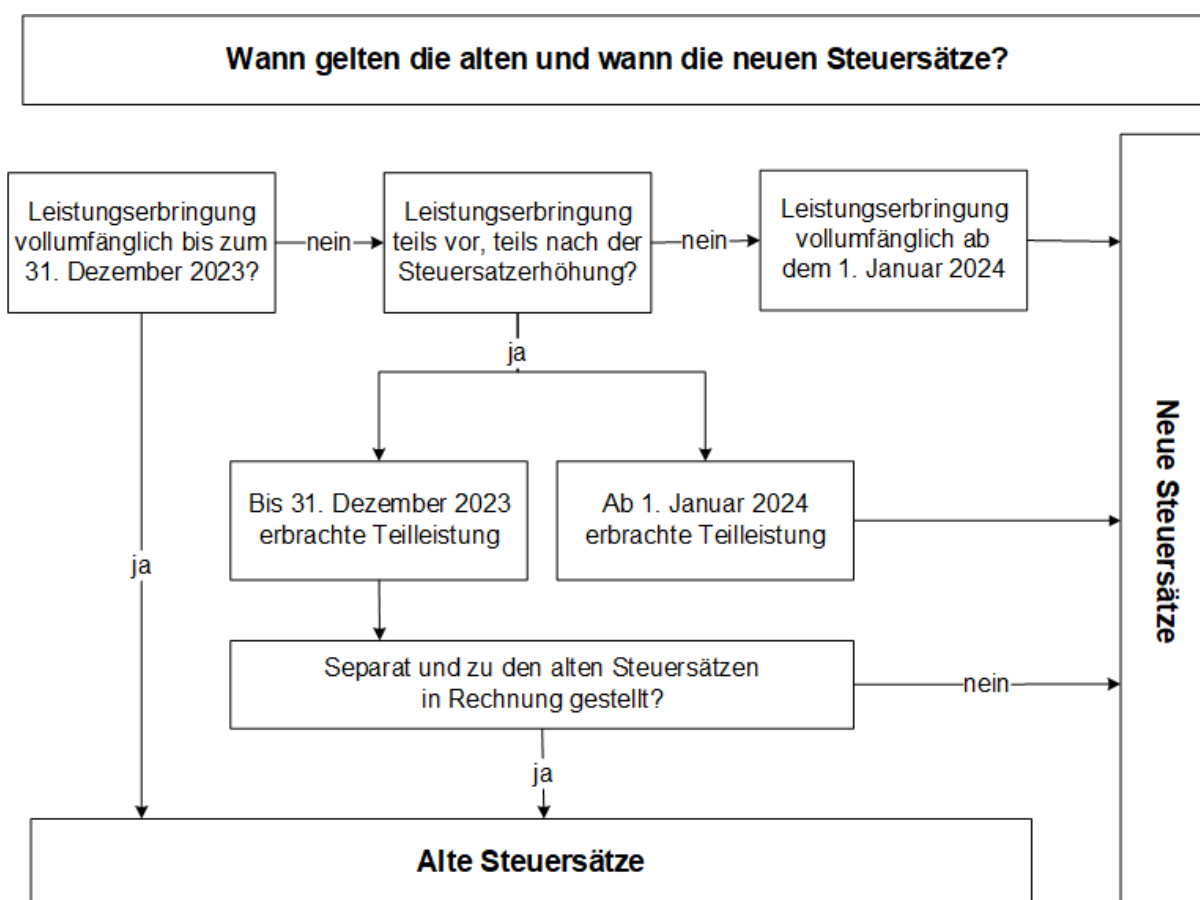 Wann gelten die alten und wann die neuen Steuersätze?
Leistungserbringung
vollumfänglich bis zum
31. Dezember 2023?
nein
Leistungserbringung
teils vor, teils nach der
Steuersatzerhöhung?
nein
Leistungserbringung
vollumfänglich ab
dem 1. Januar 2024
ja
Bis 31. Dezember 2023
erbrachte Teilleistung
Ab 1. Januar 2024
erbrachte Teilleistung
ja
Separat und zu den alten Steuersätzen
in Rechnung gestellt?
nein
ja
Alte Steuersätze
Neue Steuersätze